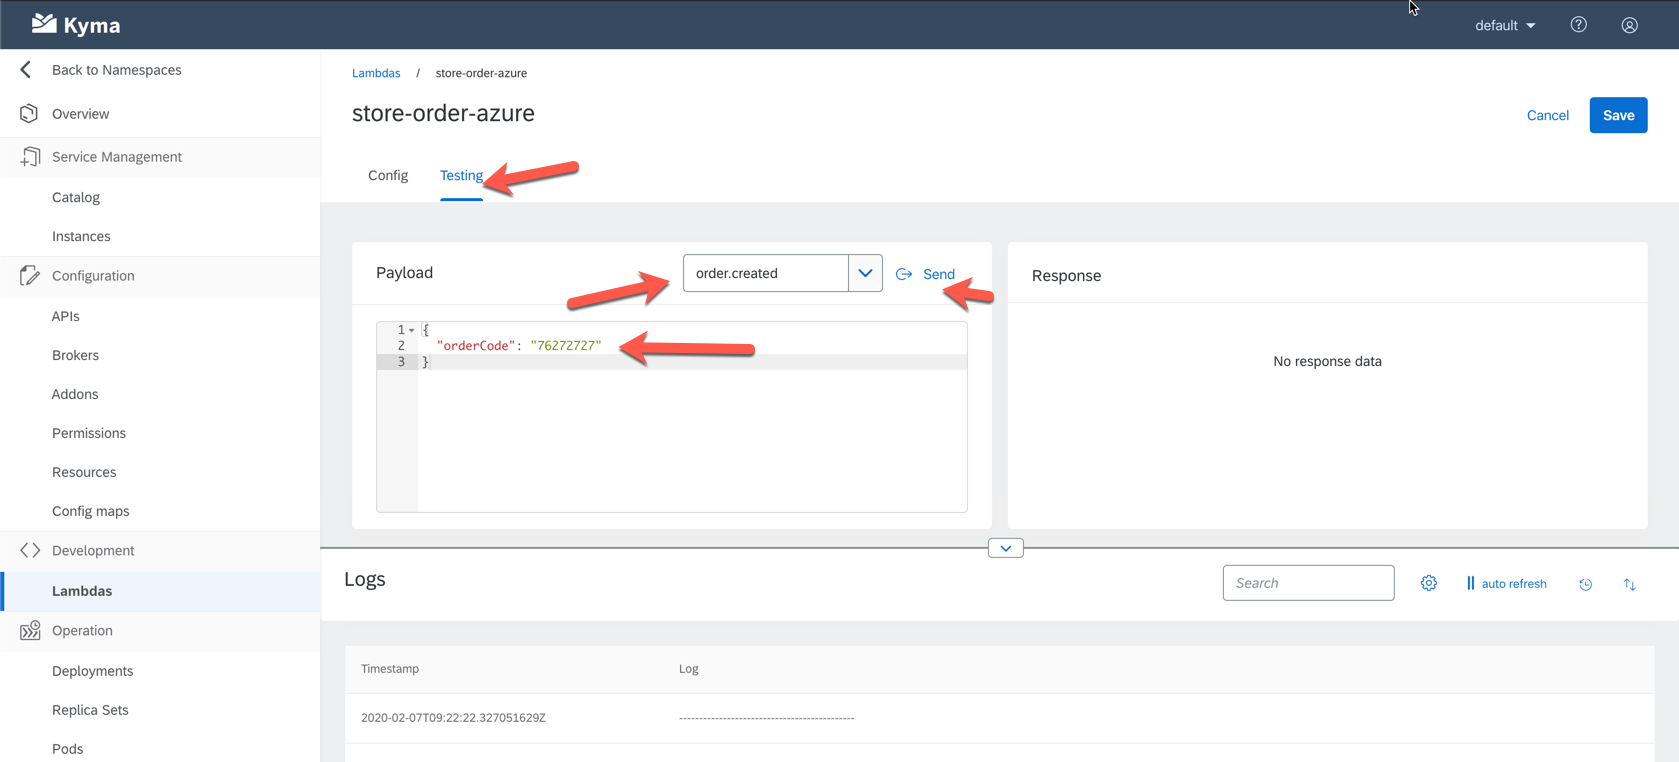 Kyma
default
Back to Namespaces
Overview
Service Management
Catalog
Instances
Configuration
APIs
Brokers
Addons
Permissions
Resources
Config maps
Development
Lambdas
Operation
Deployments
Replica Sets
Pods
Lambdas / store-order-azure
store-order-azure
Cancel
Save
Config
Testing
Payload
order.created
Send
1 {
2 "orderCode": "76272727"
3 }
Response
No response data
Logs
Search
auto refresh
Timestamp Log
2020-02-07T09:22:22.327051629Z --------------------------------------------